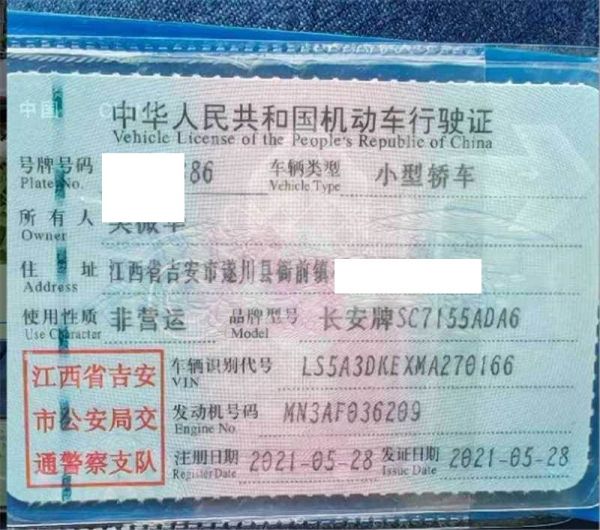 中国
中华人民共和国机动车行驶证
Vehicle License of the People's Republic of China
号牌号码 86 车辆类型 小型轿车
Plate No. Vehicle Type
所有人
Owner
住址 江西省吉安市遂川县衙前镇
Address
使用性质 非营运 品牌型号 长安牌SC7155ADA6
Use Character Model
江西省吉安
市公安局交
通警察支队
车辆识别代号 LS5A3DKEXMA270166
VIN
发动机号码 MN3AF036209
Engine No.
注册日期 2021-05-28 发证日期 2021-05-28
Register Date Issue Date